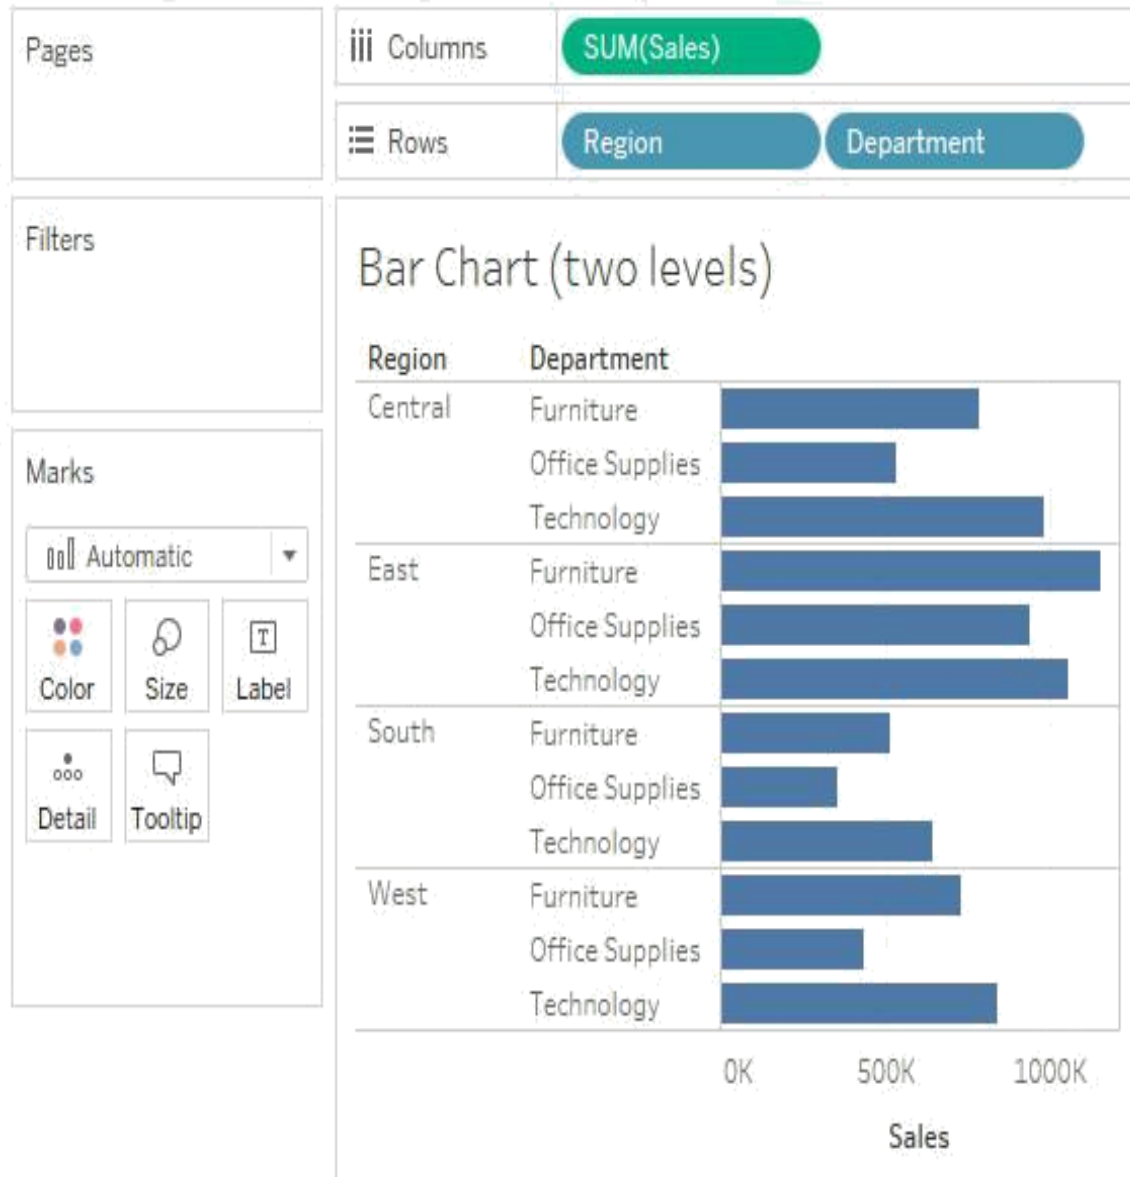 Pages
Columns SUM(Sales)
Rows Region Department
Filters
Marks
Automatic
Color Size Label
T
Detail Tooltip
Bar Chart (two levels)
Region Department
Central Furniture
Office Supplies
Technology
East Furniture
Office Supplies
Technology
South Furniture
Office Supplies
Technology
West Furniture
Office Supplies
Technology
0K 500K 1000K
Sales